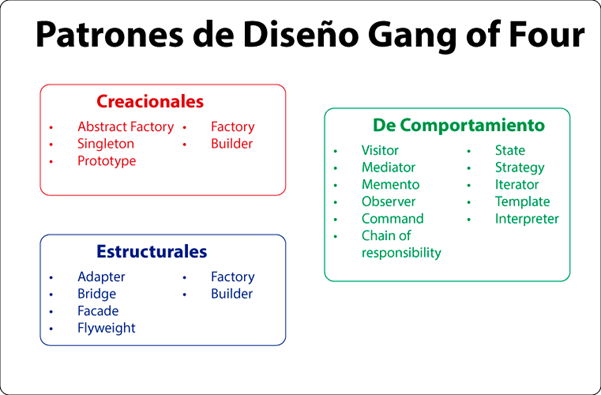 Patrones de Diseño Gang of Four
Creacionales
• Abstract Factory • Factory
• Singleton • Builder
• Prototype
Estructurales
• Adapter • Factory
• Bridge • Builder
• Facade
• Flyweight
De Comportamiento
• Visitor • State
• Mediator • Strategy
• Memento • Iterator
• Observer • Template
• Command • Interpreter
• Chain of
responsibility